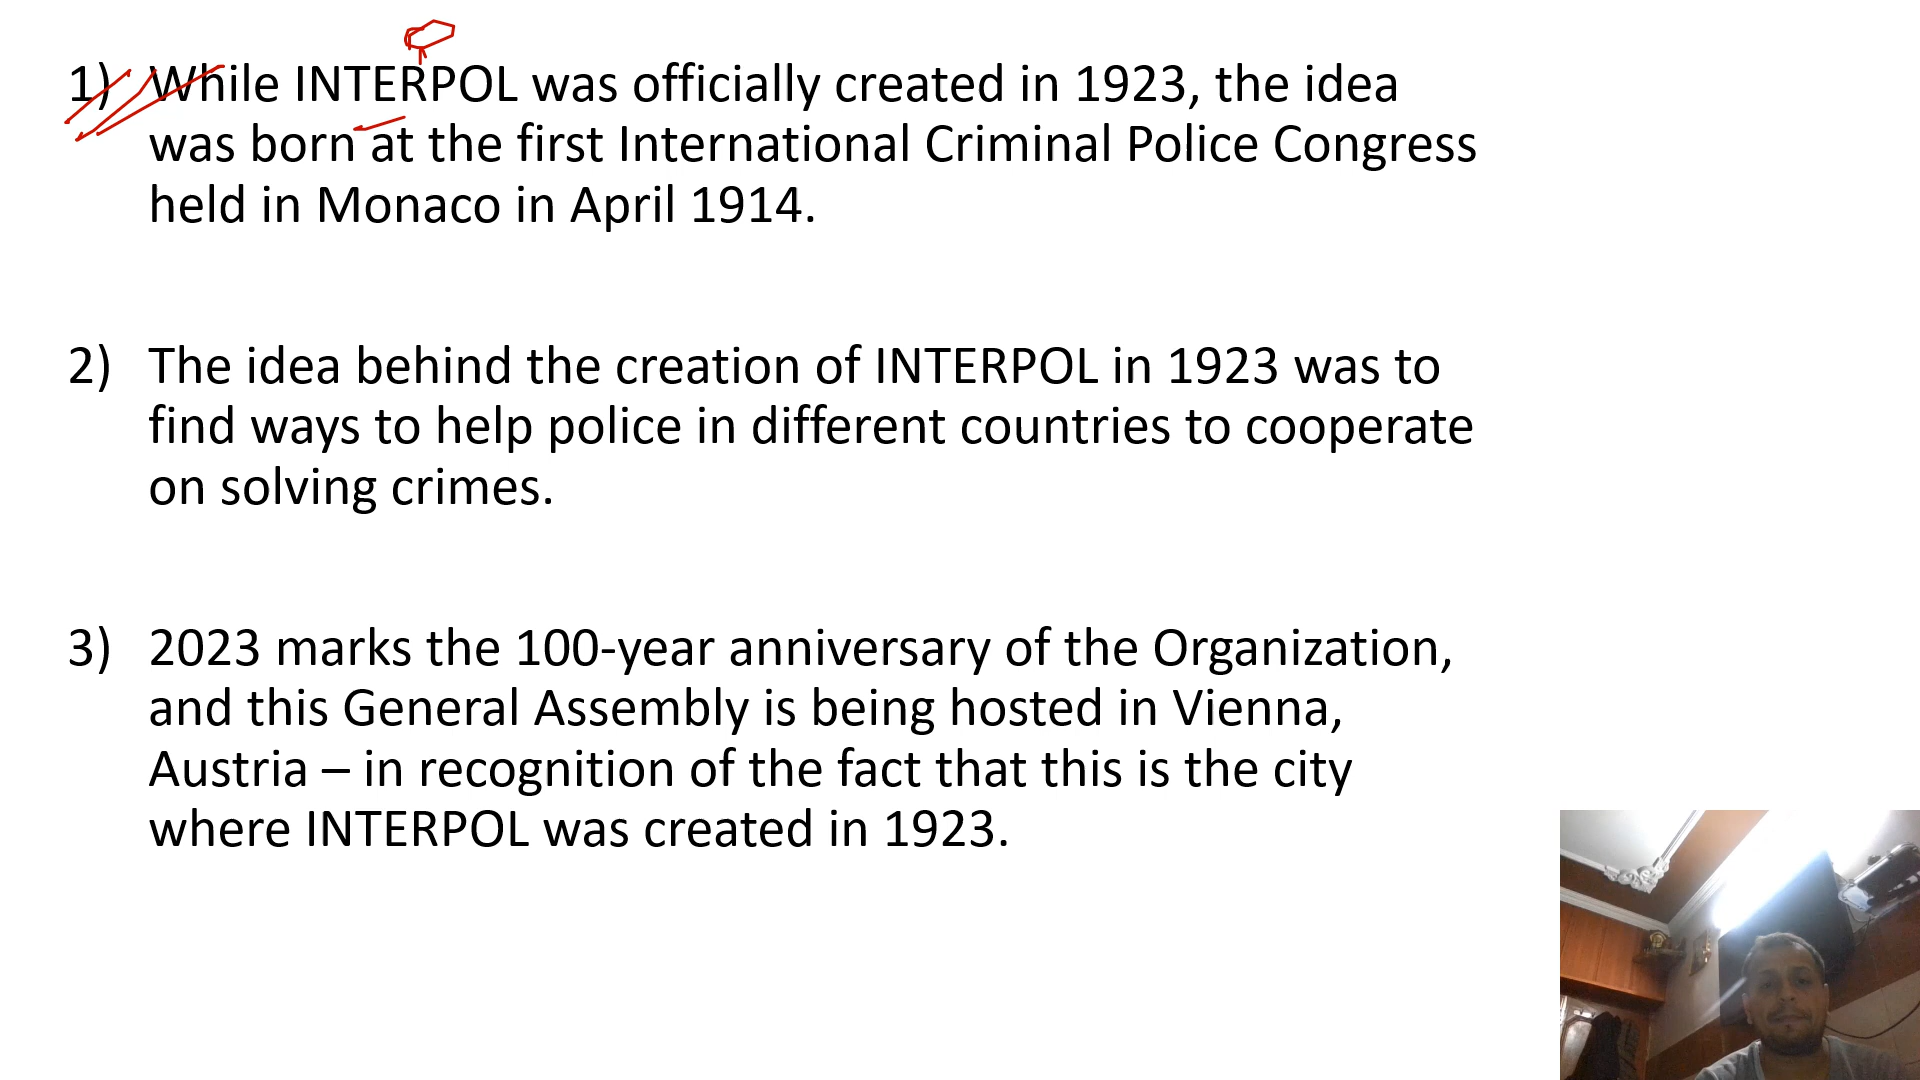 1) While INTERPOL was officially created in 1923, the idea
was born at the first International Criminal Police Congress
held in Monaco in April 1914.
2) The idea behind the creation of INTERPOL in 1923 was to
find ways to help police in different countries to cooperate
on solving crimes.
3) 2023 marks the 100-year anniversary of the Organization,
and this General Assembly is being hosted in Vienna,
Austria – in recognition of the fact that this is the city
where INTERPOL was created in 1923.